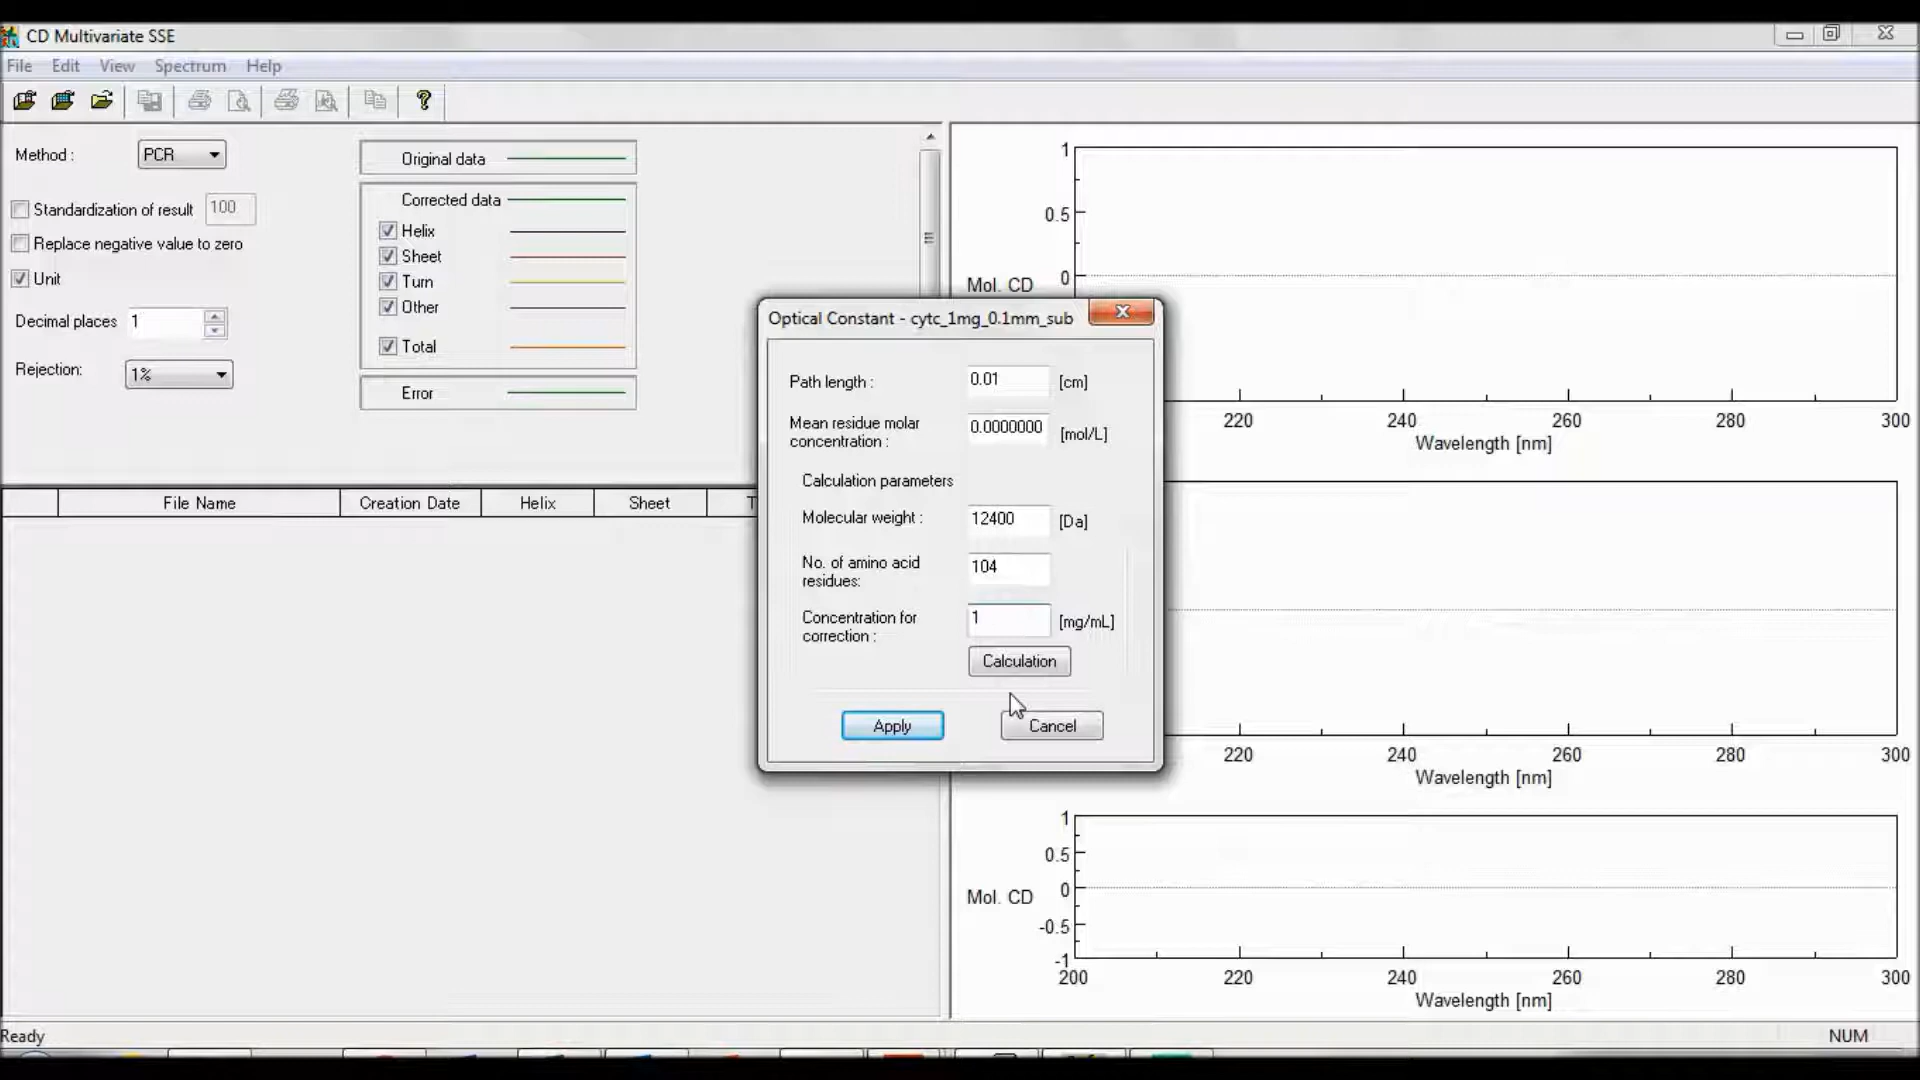 CD Multivariate SSE
File Edit View Spectrum Help
Method : PCR
Standardization of result 100
Replace negative value to zero
Unit
Decimal places 1
Rejection: 1%
Original data
Corrected data
Helix
Sheet
Turn
Other
Total
Error
File Name Creation Date Helix Sheet T
Optical Constant - cytc_1mg_0.1mm_sub
Path length : 0.01 [cm]
Mean residue molar
concentration : 0.0000000 [mol/L]
Calculation parameters
Molecular weight : 12400 [Da]
No. of amino acid
residues: 104
Concentration for
correction : 1 [mg/mL]
Calculation
Apply Cancel
1
0.5
0
Mol. CD
220 240 260 280 300
Wavelength [nm]
220 240 260 280 300
Wavelength [nm]
1
0.5
0
-0.5
-1
Mol. CD
200 220 240 260 280 300
Wavelength [nm]
Ready NUM